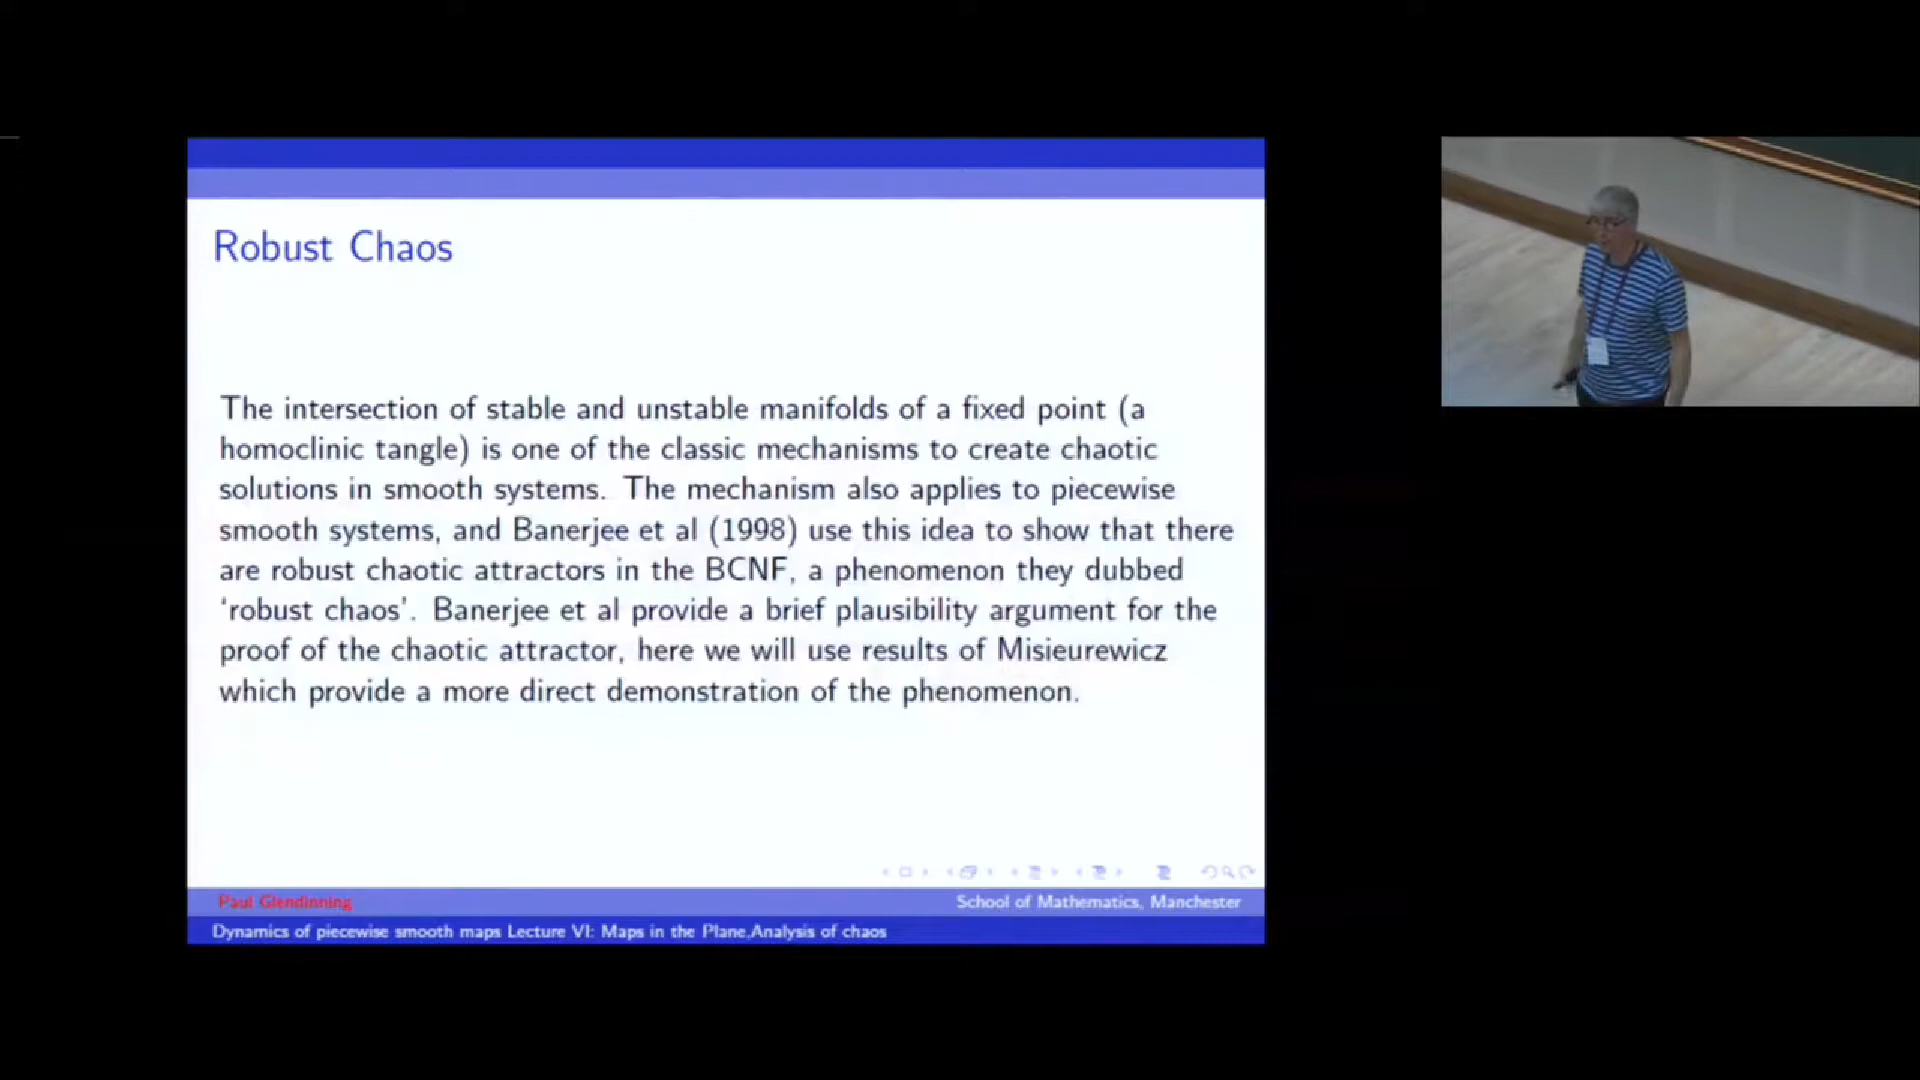 Robust Chaos
The intersection of stable and unstable manifolds of a fixed point (a
homoclinic tangle) is one of the classic mechanisms to create chaotic
solutions in smooth systems. The mechanism also applies to piecewise
smooth systems, and Banerjee et al (1998) use this idea to show that there
are robust chaotic attractors in the BCNF, a phenomenon they dubbed
‘robust chaos’. Banerjee et al provide a brief plausibility argument for the
proof of the chaotic attractor, here we will use results of Misieurewicz
which provide a more direct demonstration of the phenomenon.
Paul Glendinning
School of Mathematics, Manchester
Dynamics of piecewise smooth maps Lecture VI: Maps in the Plane,Analysis of chaos